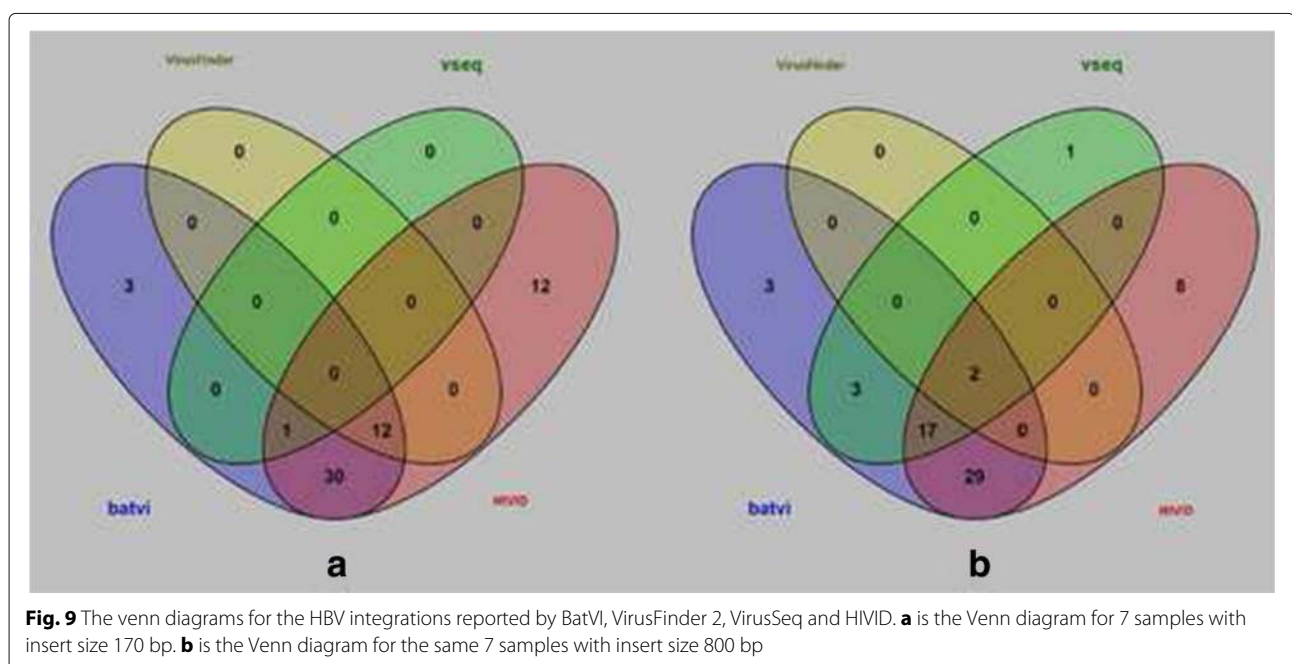 VirusFinder vseq VirusFinder vseq
0 0 0 1
0 0 0 0 0 0
3 12 3 8
0 0 0 0
0 2
0 0 3 0
1 12 17 0
30 29
batvi HIVID batvi HIVID
a b
Fig. 9 The venn diagrams for the HBV integrations reported by BatVI, VirusFinder 2, VirusSeq and HIVID. a is the Venn diagram for 7 samples with
insert size 170 bp. b is the Venn diagram for the same 7 samples with insert size 800 bp